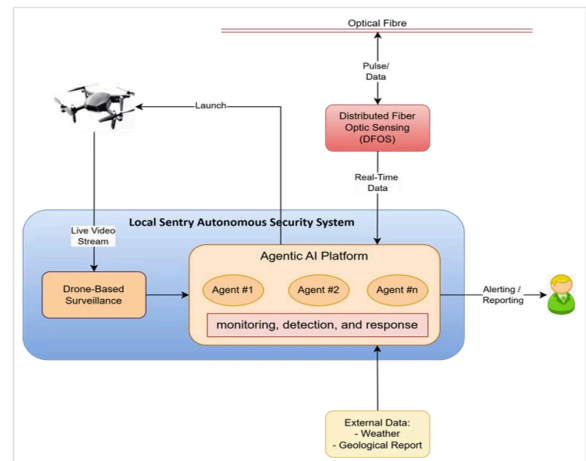 Optical Fibre
Pulse/
Data
Launch
Distributed Fiber
Optic Sensing
(DFOS)
Real-Time
Data
Local Sentry Autonomous Security System
Live Video
Stream
Agentic AI Platform
Drone-Based
Surveillance
Agent #1
Agent #2
Agent #n
Alerting /
Reporting
monitoring, detection, and response
External Data:
- Weather
- Geological Report